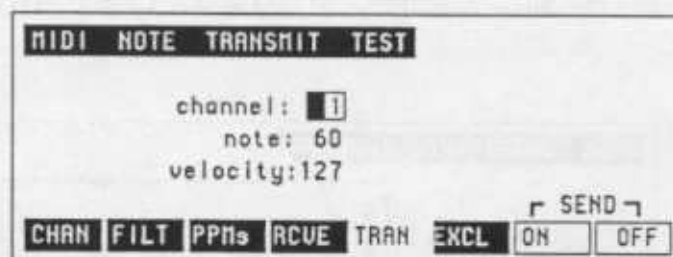 MIDI NOTE TRANSMIT TEST
channel: 1
note: 60
velocity:127
SEND
CHAN FILT PPMs RCVE TRAN EXCL ON OFF